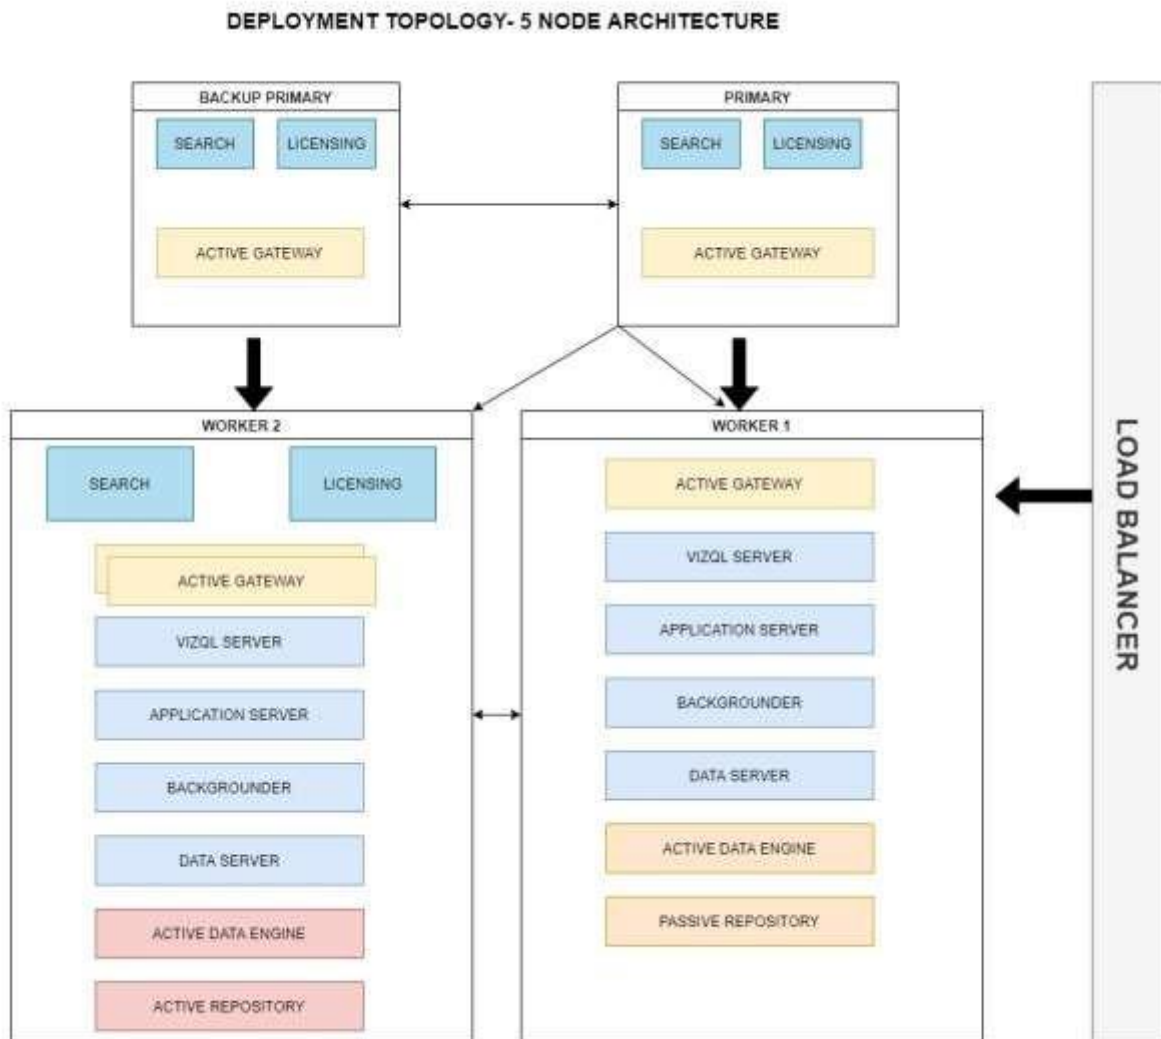 DEPLOYMENT TOPOLOGY- 5 NODE ARCHITECTURE
BACKUP PRIMARY
SEARCH
LICENSING
ACTIVE GATEWAY
PRIMARY
SEARCH
LICENSING
ACTIVE GATEWAY
WORKER 2
SEARCH
LICENSING
ACTIVE GATEWAY
VIZQL SERVER
APPLICATION SERVER
BACKGROUNDER
DATA SERVER
ACTIVE DATA ENGINE
ACTIVE REPOSITORY
WORKER 1
ACTIVE GATEWAY
VIZQL SERVER
APPLICATION SERVER
BACKGROUNDER
DATA SERVER
ACTIVE DATA ENGINE
PASSIVE REPOSITORY
LOAD BALANCER